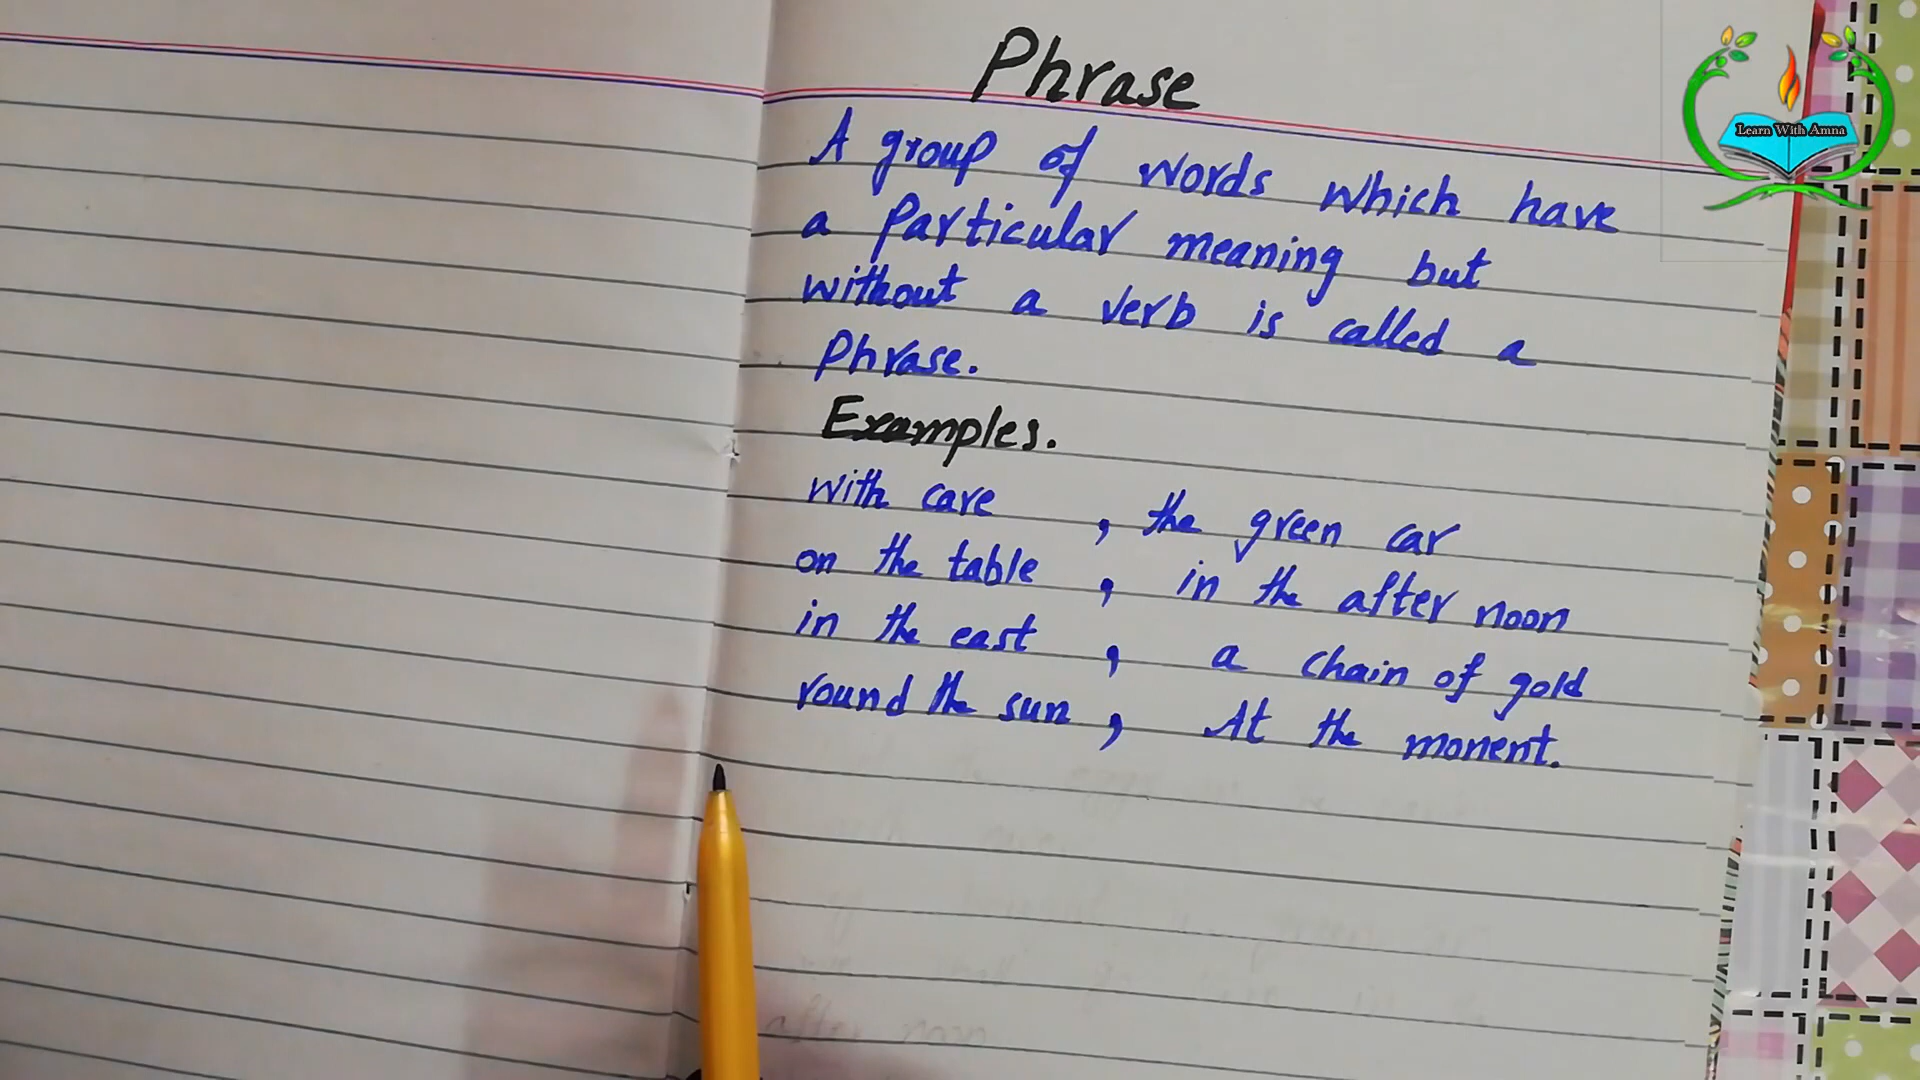 Phrase
A group of words which have
a Particular meaning but
without a verb is called a
Phrase.
Examples.
with care , the green car
on the table , in the after noon
in the east , a chain of gold
round the sun , At the monent.
Learn With Amna